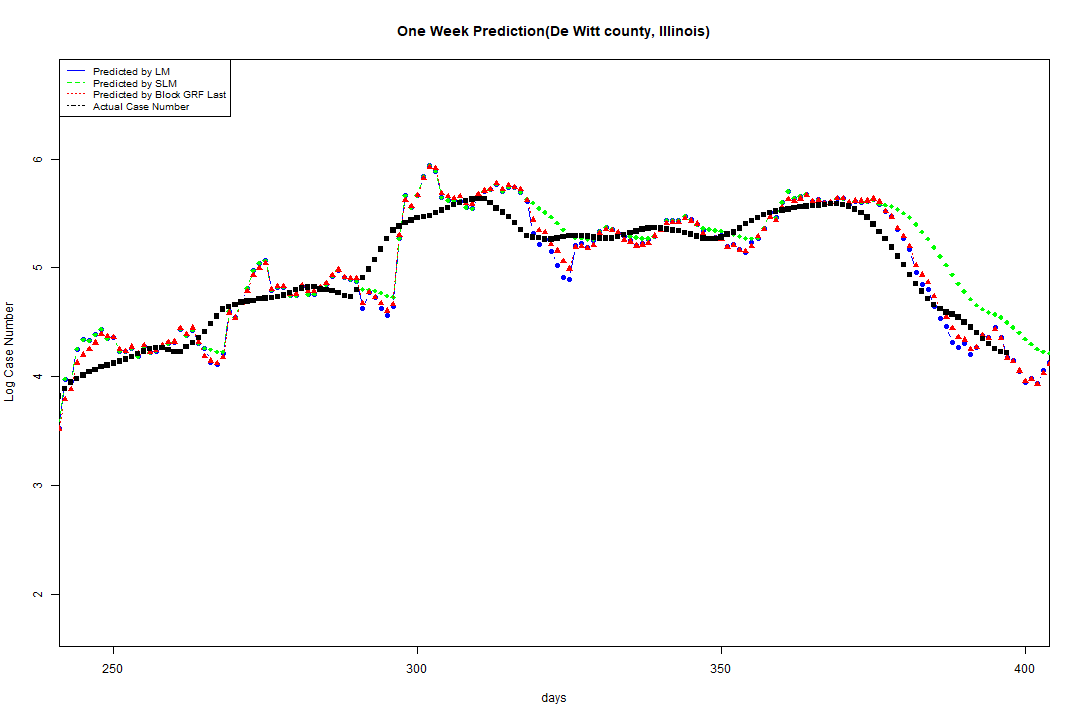 One Week Prediction(De Witt county, Illinois)
Predicted by LM
Predicted by SLM
Predicted by Block GRF Last
Actual Case Number
6
5
4
3
2
Log Case Number
250
300
350
400
days